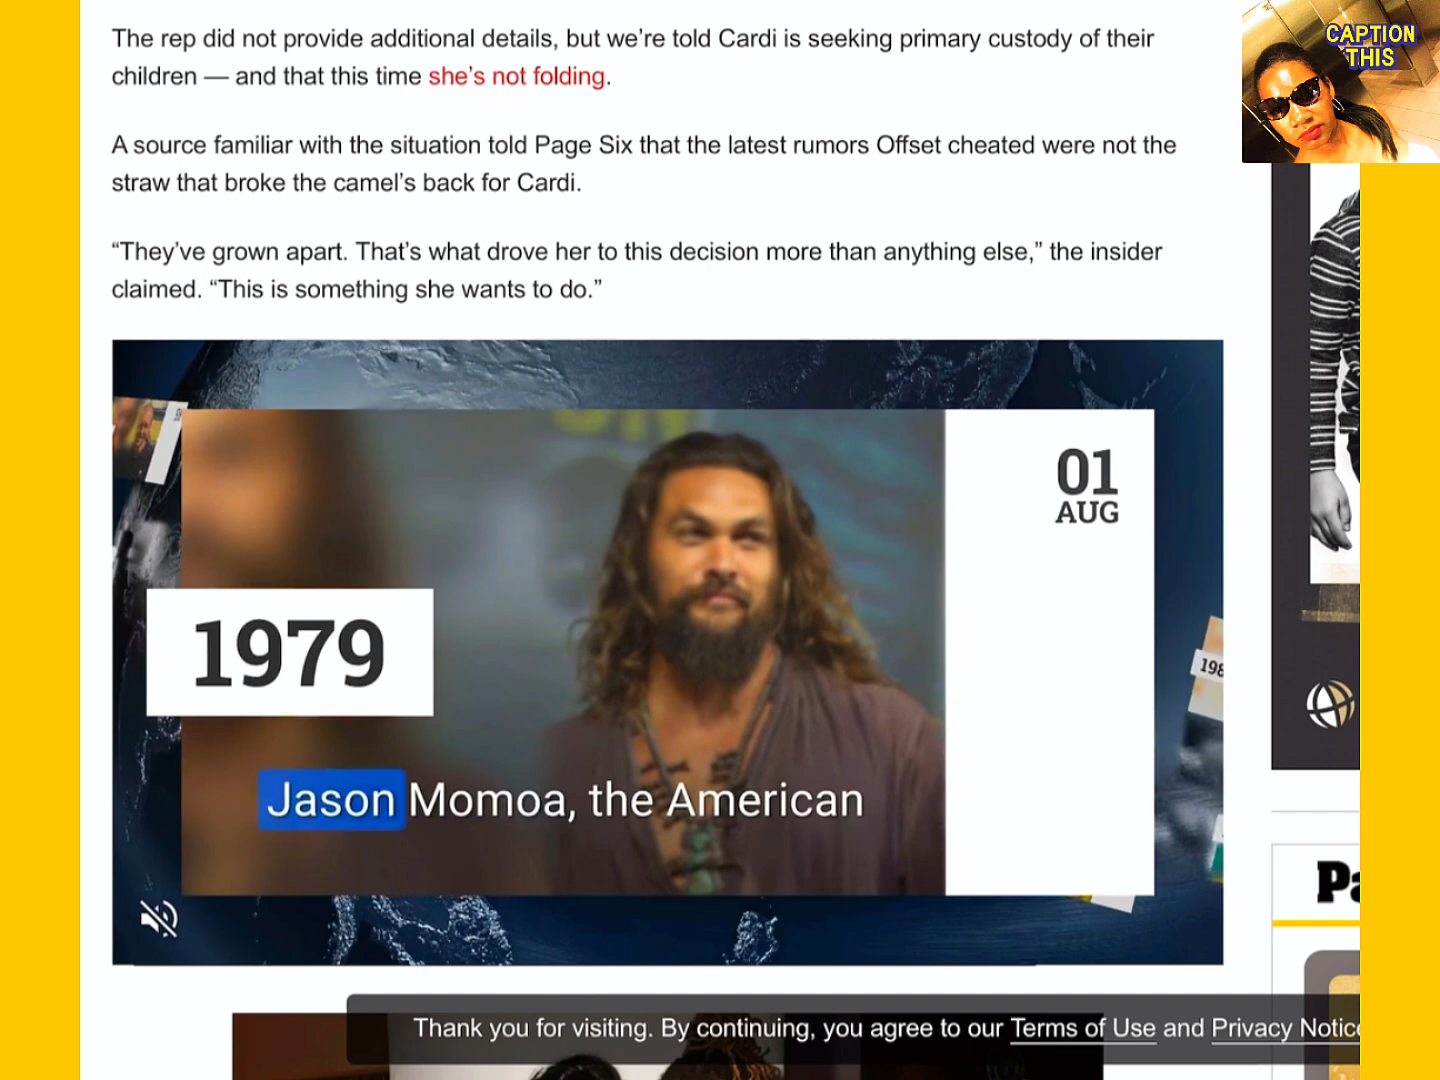 The rep did not provide additional details, but we’re told Cardi is seeking primary custody of their
children — and that this time she’s not folding.
A source familiar with the situation told Page Six that the latest rumors Offset cheated were not the
straw that broke the camel’s back for Cardi.
“They’ve grown apart. That’s what drove her to this decision more than anything else,” the insider
claimed. “This is something she wants to do.”
CAPTION
THIS
01
AUG
1979
Jason Momoa, the American
Thank you for visiting. By continuing, you agree to our Terms of Use and Privacy Notice